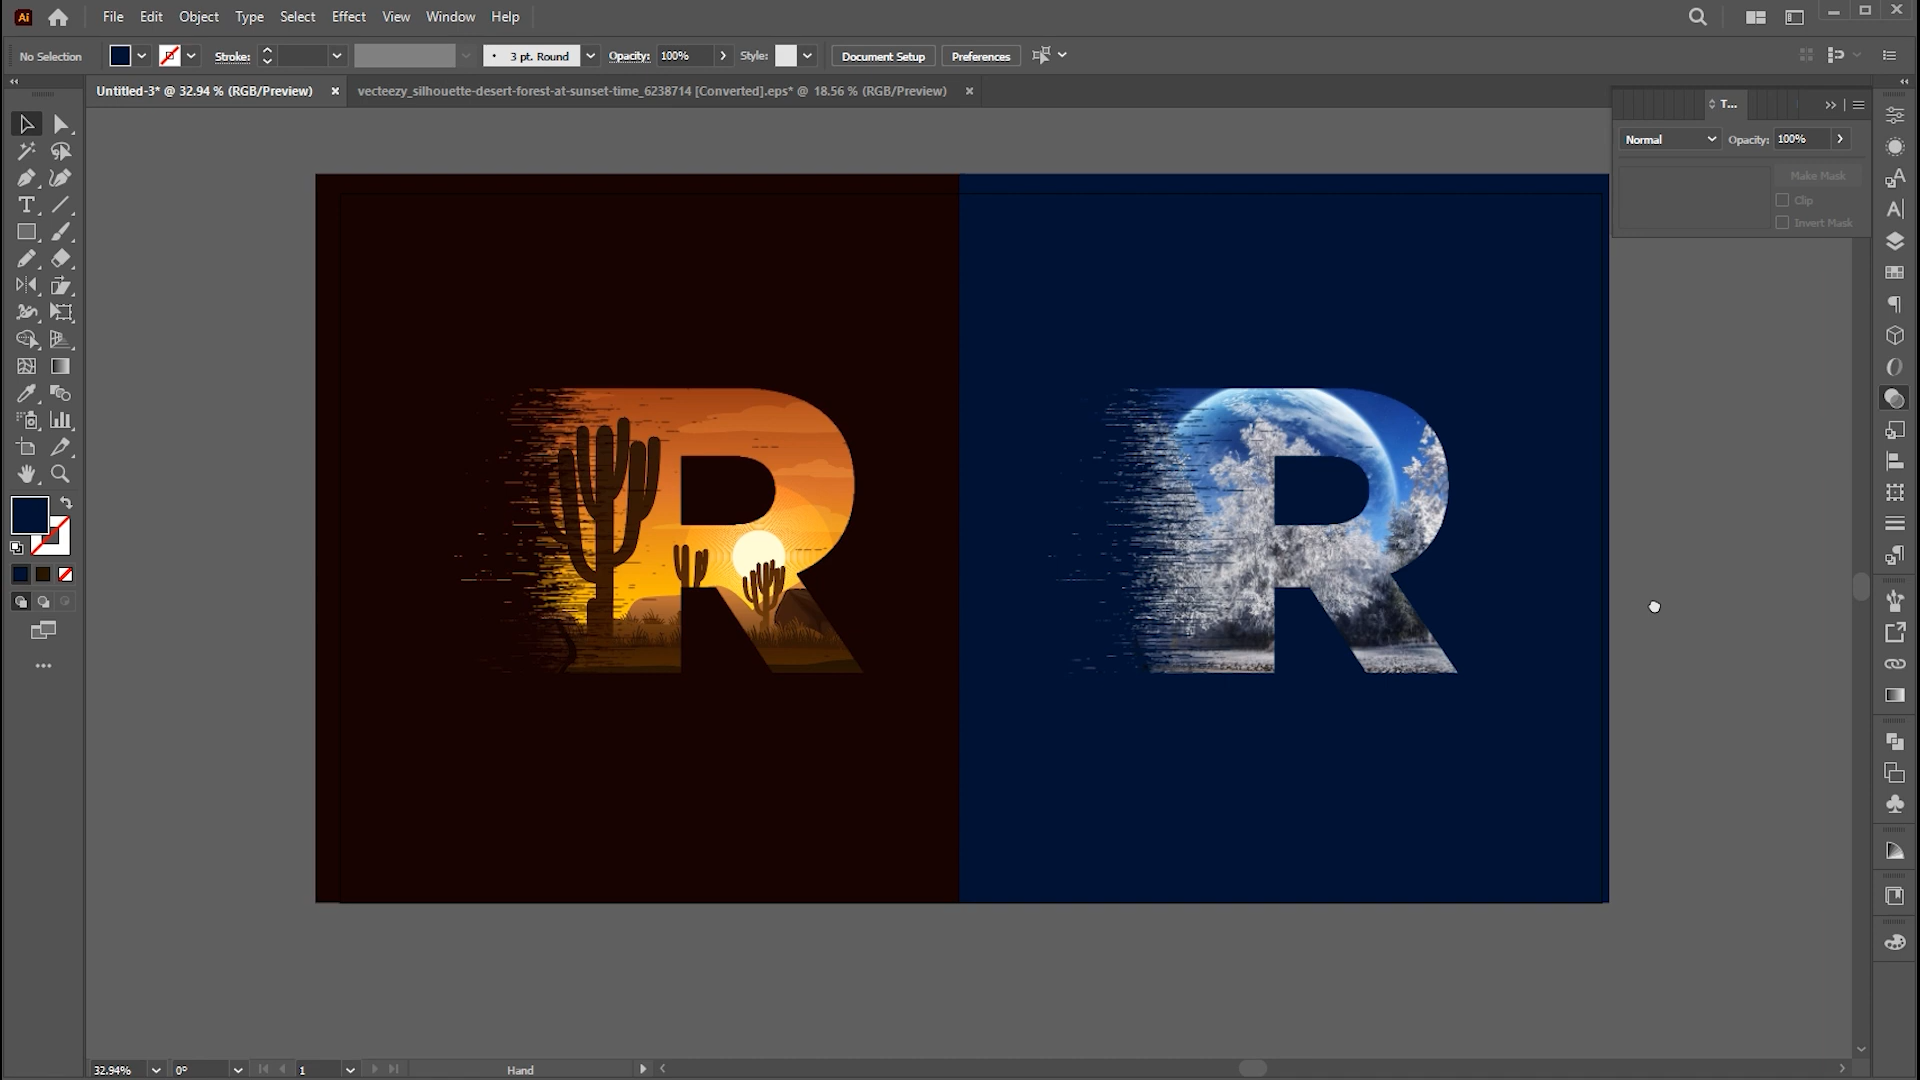 Ai File Edit Object Type Select Effect View Window Help
No Selection Stroke: 3 pt. Round Opacity: 100% Style: Document Setup Preferences
Untitled-3* @ 32.94 % (RGB/Preview) × vecteezy_silhouette-desert-forest-at-sunset-time_6238714 [Converted].eps* @ 18.56 % (RGB/Preview) ×
T...
Normal Opacity: 100%
Make Mask
Clip
Invert Mask
R R
32.94% 0° 1 Hand